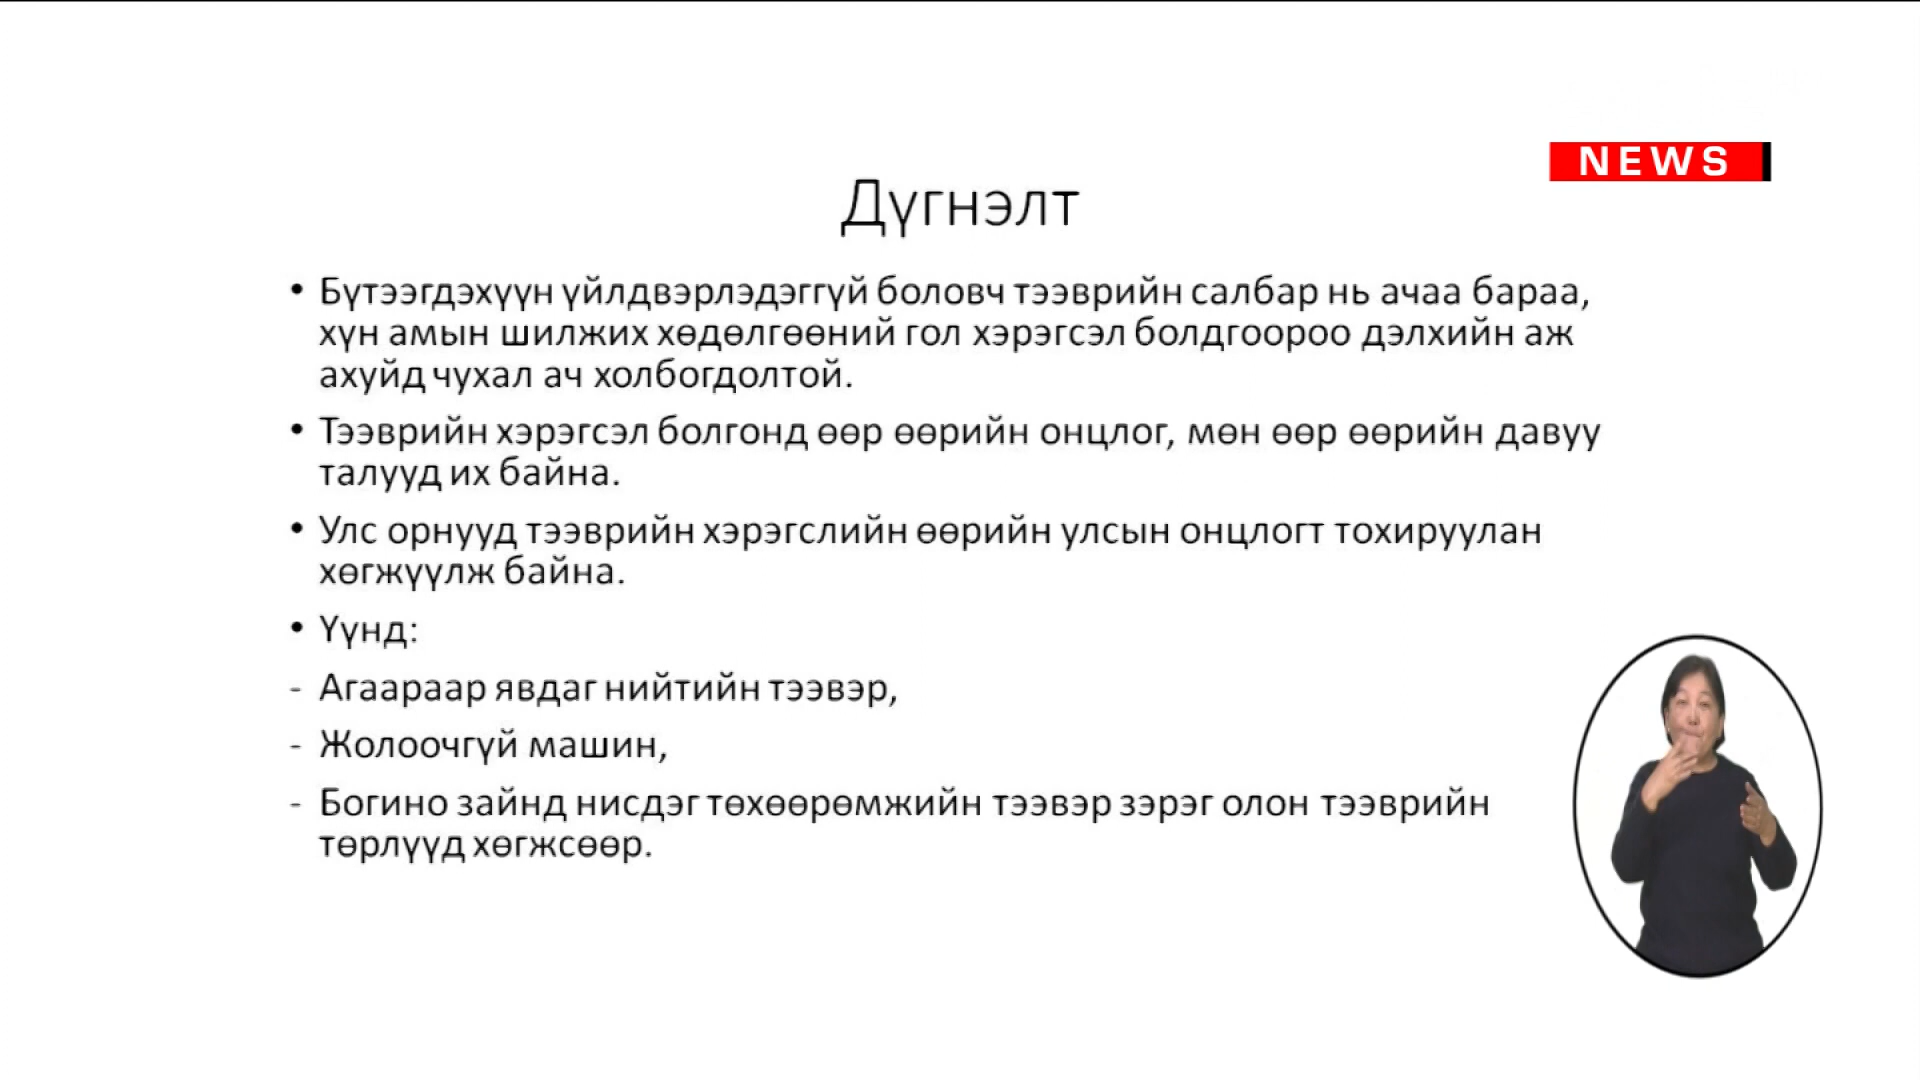 NEWS
Дүгнэлт
• Бүтээгдэхүүн үйлдвэрлэдэггүй боловч тээврийн салбар нь ачаа бараа,
хүн амын шилжих хөдөлгөөний гол хэрэгсэл болдгоороо дэлхийн аж
ахуйд чухал ач холбогдолтой.
• Тээврийн хэрэгсэл болгонд өөр өөрийн онцлог, мөн өөр өөрийн давуу
талууд их байна.
• Улс орнууд тээврийн хэрэгслийн өөрийн улсын онцлогт тохируулан
хөгжүүлж байна.
• Үүнд:
- Агаараар явдаг нийтийн тээвэр,
- Жолоочгүй машин,
- Богино зайнд нисдэг төхөөрөмжийн тээвэр зэрэг олон тээврийн
төрлүүд хөгжсөөр.